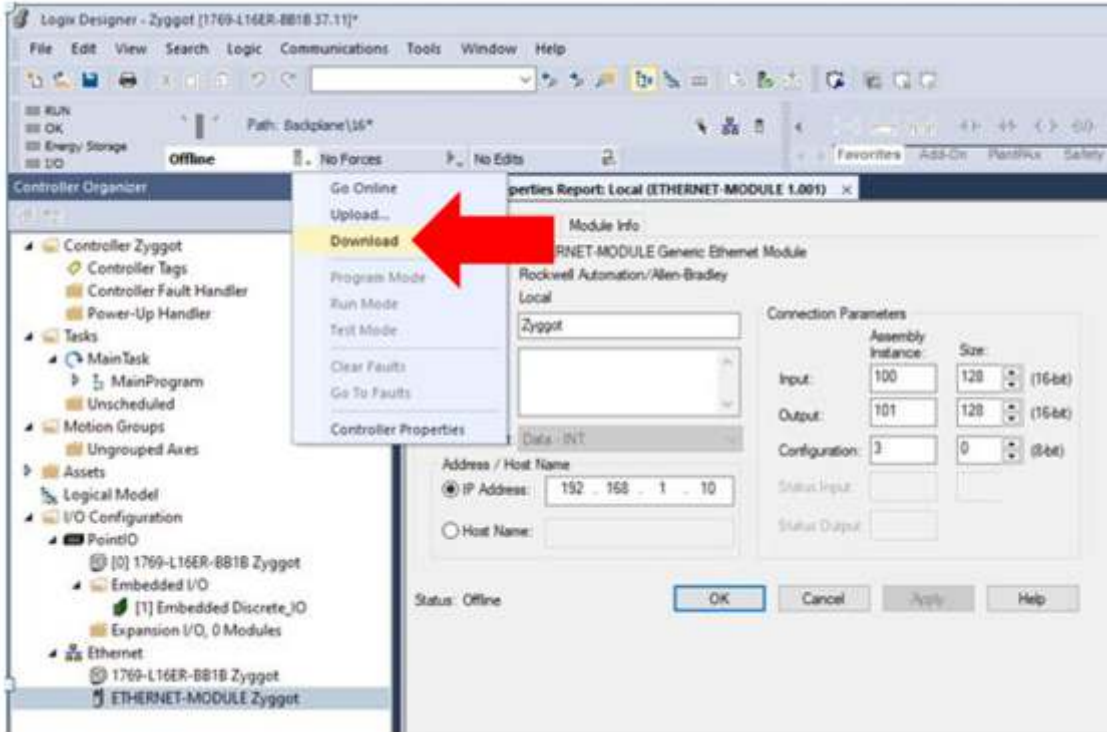 Logix Designer - Zyggot [1769-L16ER-BB1B 37.11]*
File Edit View Search Logic Communications Tools Window Help
RUN
OK
Energy Storage
I/O
Path: Backplane\16*
Offline
No Forces
No Edits
Favorites Add-On PlantPAx Safety
Controller Organizer
Controller Zyggot
Controller Tags
Controller Fault Handler
Power-Up Handler
Tasks
MainTask
MainProgram
Unscheduled
Motion Groups
Ungrouped Axes
Assets
Logical Model
I/O Configuration
PointIO
[0] 1769-L16ER-BB1B Zyggot
Embedded I/O
[1] Embedded Discrete_IO
Expansion I/O, 0 Modules
Ethernet
1769-L16ER-BB1B Zyggot
ETHERNET-MODULE Zyggot
Go Online
Upload...
Download
Program Mode
Run Mode
Test Mode
Clear Faults
Go To Faults
Controller Properties
perties Report: Local (ETHERNET-MODULE 1.001)
Module Info
RNET-MODULE Generic Ethernet Module
Rockwell Automation/Allen-Bradley
Local
Zyggot
Data - INT
Address / Host Name
IP Address: 192 . 168 . 1 . 10
Host Name:
Connection Parameters
Assembly Instance: Size:
Input: 100 128 (16-bit)
Output: 101 128 (16-bit)
Configuration: 3 0 (8-bit)
Status Input:
Status Output:
Status: Offline
OK Cancel Apply Help